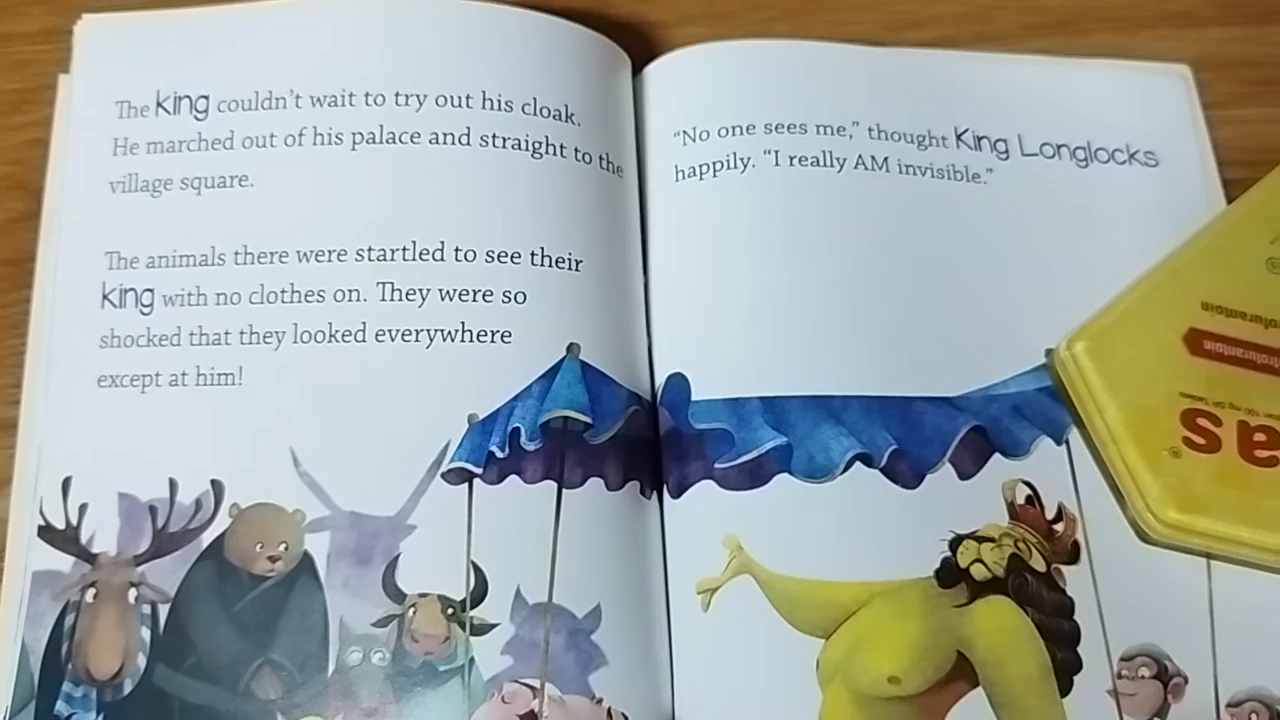 The king couldn't wait to try out his cloak.
He marched out of his palace and straight to the
village square.
The animals there were startled to see their
king with no clothes on. They were so
shocked that they looked everywhere
except at him!
“No one sees me,” thought King Longlocks
happily. “I really AM invisible.”
as